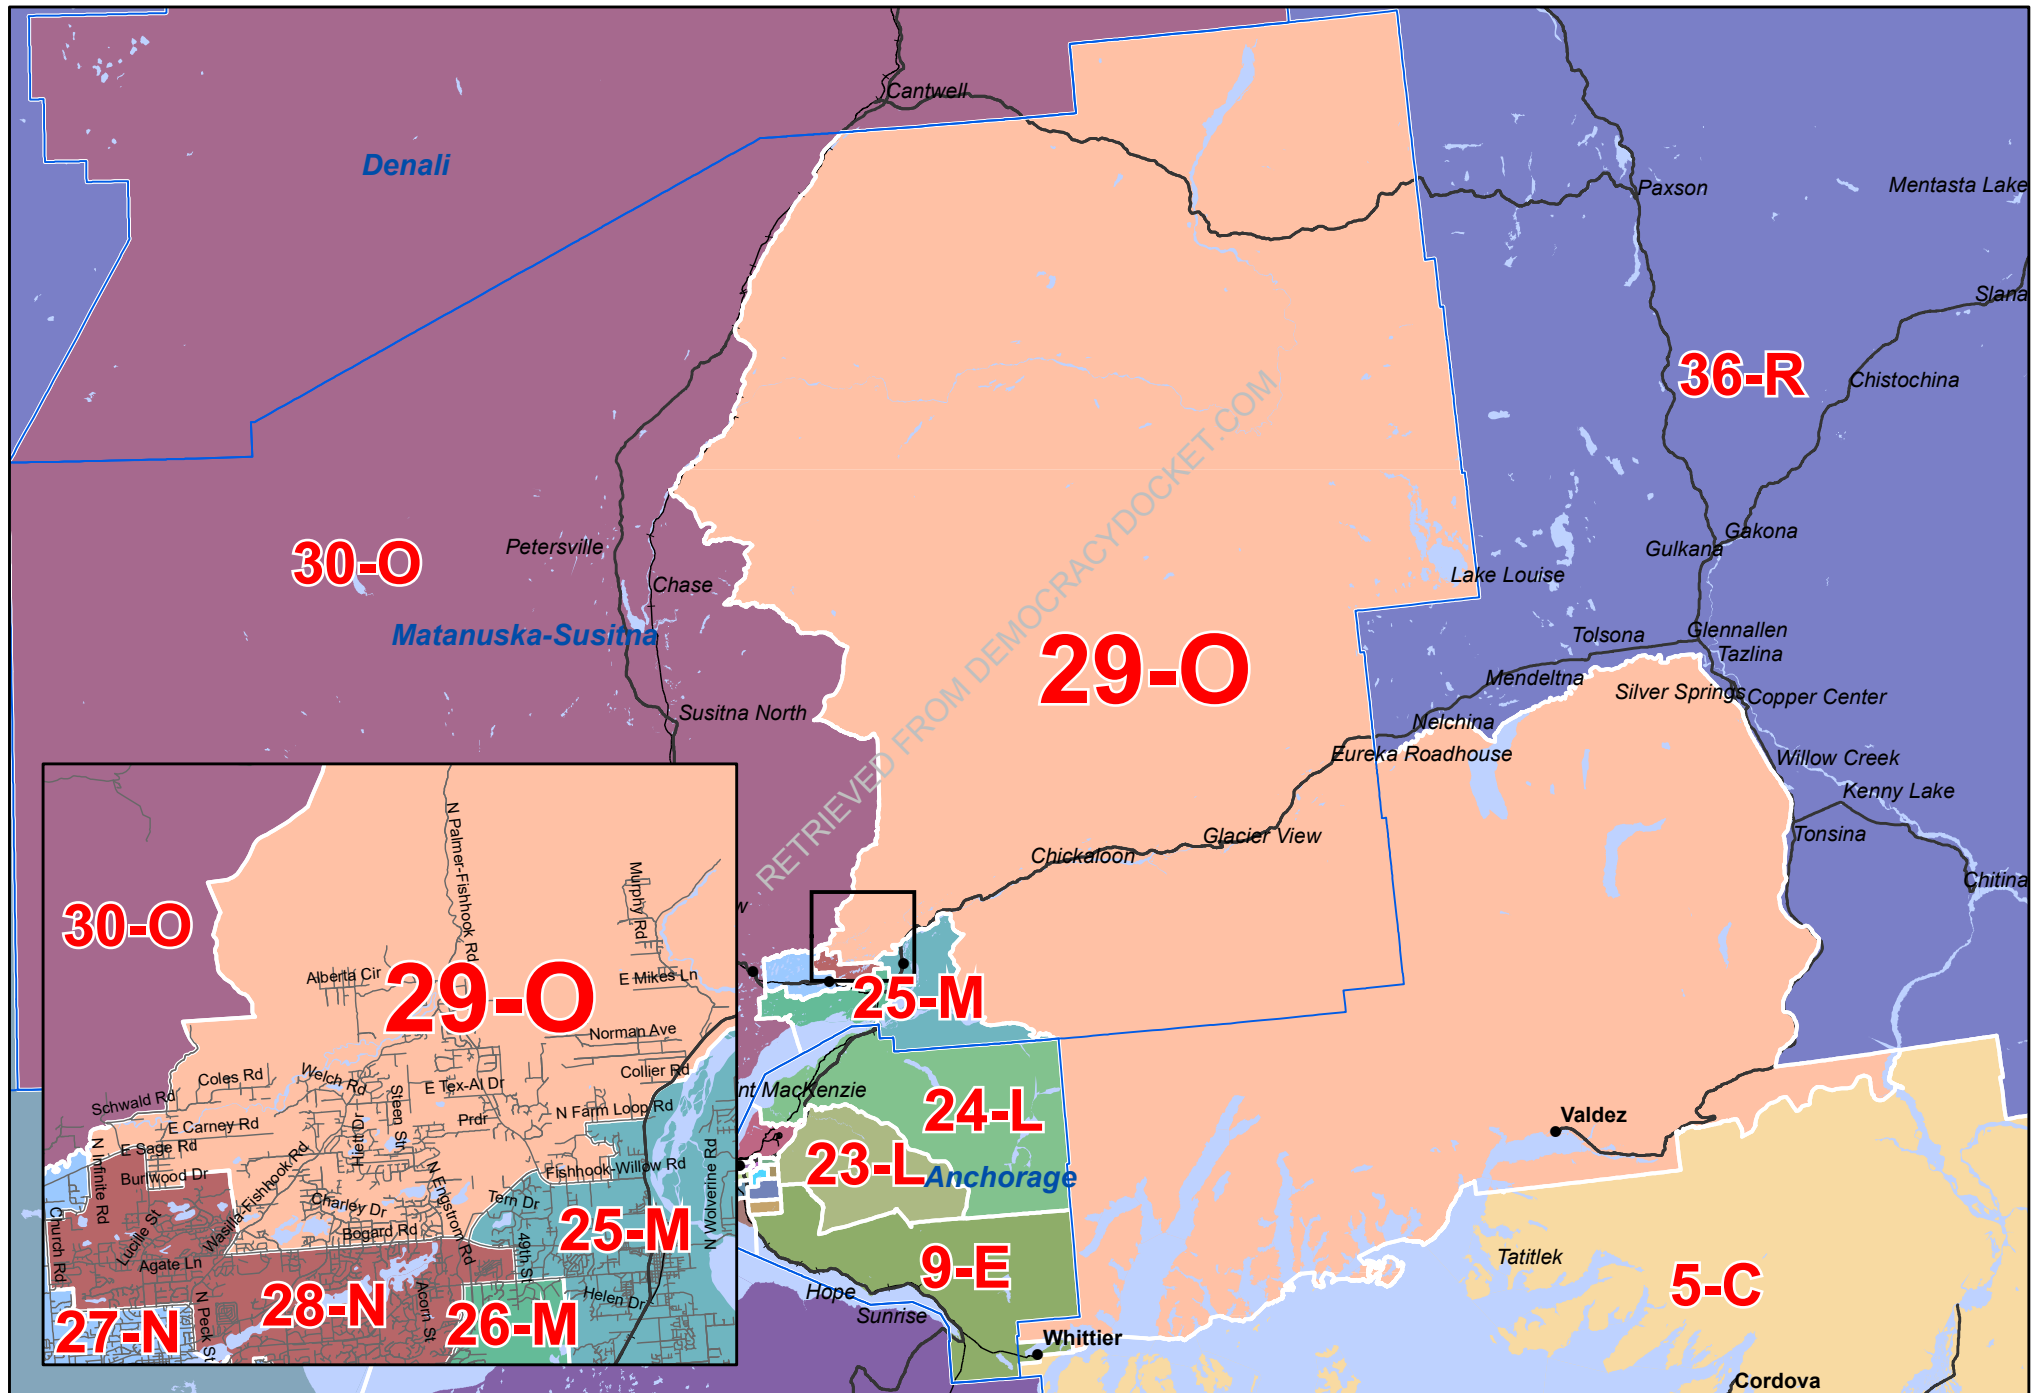 Cantwell
Denali
Paxson
Mentasta Lake
Slana
36-R
Chistochina
30-O
Petersville
Chase
Matanuska-Susitna
Susitna North
29-O
Gakona
Gulkana
Lake Louise
Tolsona
Glennallen
Tazlina
Mendeltna
Silver Springs
Copper Center
Nelchina
Eureka Roadhouse
Willow Creek
Kenny Lake
Tonsina
Glacier View
Chickaloon
Chitina
RETRIEVED FROM DEMOCRACYDOCKET.COM
w
25-M
nt MacKenzie
24-L
23-L
Anchorage
9-E
Hope
Sunrise
Whittier
Valdez
Tatitlek
5-C
Cordova
30-O
N Palmer-Fishhook Rd
Murphy Rd
Alberta Cir
29-O
E Mikes Ln
Norman Ave
Coles Rd
Welch Rd
Collier Rd
Schwald Rd
Steen Str
E Tex-Al Dr
N Farm Loop Rd
E Carney Rd
Hiett Dr
Prdr
E Sage Rd
N Infinite Rd
Burlwood Dr
Wasilla-Fishhook Rd
N Engstrom Rd
Fishhook-Willow Rd
N Wolverine Rd
Charley Dr
Tern Dr
Church Rd
Lucille St
Bogard Rd
49th St
25-M
Agate Ln
N Peck St
28-N
Acorn St
Helen Dr
27-N
26-M